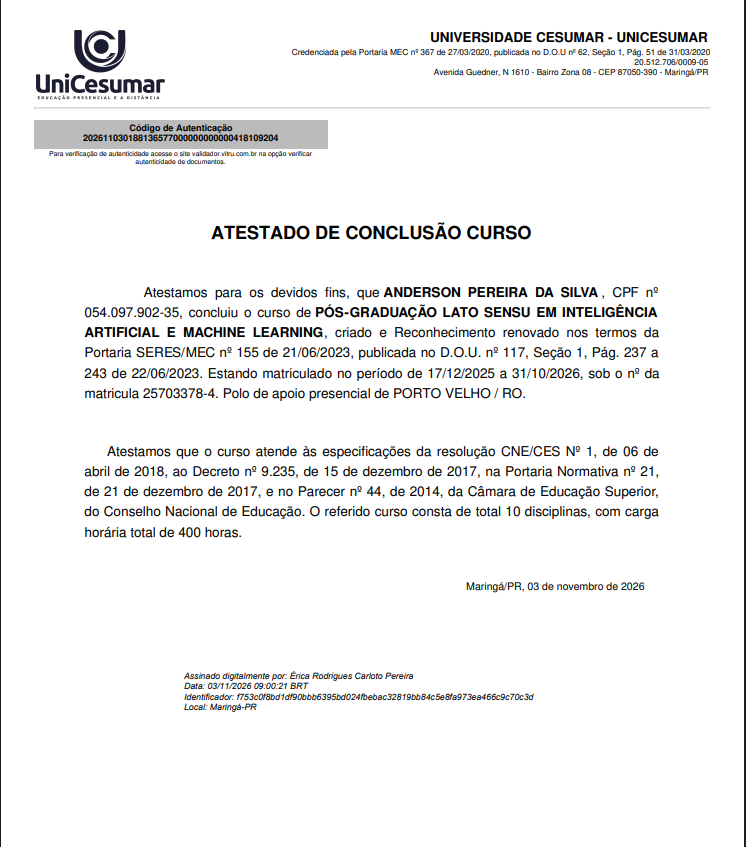 UNIVERSIDADE CESUMAR - UNICESUMAR
Credenciada pela Portaria MEC nº 367 de 27/03/2020, publicada no D.O.U nº 62, Seção 1, Pág. 51 de 31/03/2020
20.512.706/0009-05
Avenida Guedner, N 1610 - Bairro Zona 08 - CEP 87050-390 - Maringá/PR
UniCesumar
EDUCAÇÃO PRESENCIAL E A DISTÂNCIA
Código de Autenticação
20261103018813657700000000000418109204
Para verificação de autenticidade acesse o site validador.vitru.com.br na opção verificar
autenticidade de documentos.
ATESTADO DE CONCLUSÃO CURSO
Atestamos para os devidos fins, que ANDERSON PEREIRA DA SILVA , CPF nº
054.097.902-35, concluiu o curso de PÓS-GRADUAÇÃO LATO SENSU EM INTELIGÊNCIA
ARTIFICIAL E MACHINE LEARNING, criado e Reconhecimento renovado nos termos da
Portaria SERES/MEC nº 155 de 21/06/2023, publicada no D.O.U. nº 117, Seção 1, Pág. 237 a
243 de 22/06/2023. Estando matriculado no período de 17/12/2025 a 31/10/2026, sob o nº da
matricula 25703378-4. Polo de apoio presencial de PORTO VELHO / RO.
Atestamos que o curso atende às especificações da resolução CNE/CES Nº 1, de 06 de
abril de 2018, ao Decreto nº 9.235, de 15 de dezembro de 2017, na Portaria Normativa nº 21,
de 21 de dezembro de 2017, e no Parecer nº 44, de 2014, da Câmara de Educação Superior,
do Conselho Nacional de Educação. O referido curso consta de total 10 disciplinas, com carga
horária total de 400 horas.
Maringá/PR, 03 de novembro de 2026
Assinado digitalmente por: Érica Rodrigues Carloto Pereira
Data: 03/11/2026 09:00:21 BRT
Identificador: f753c0f8bd1df90bbb6395bd024fbebac32819bb84c5e8fa973ea466c9c70c3d
Local: Maringá-PR